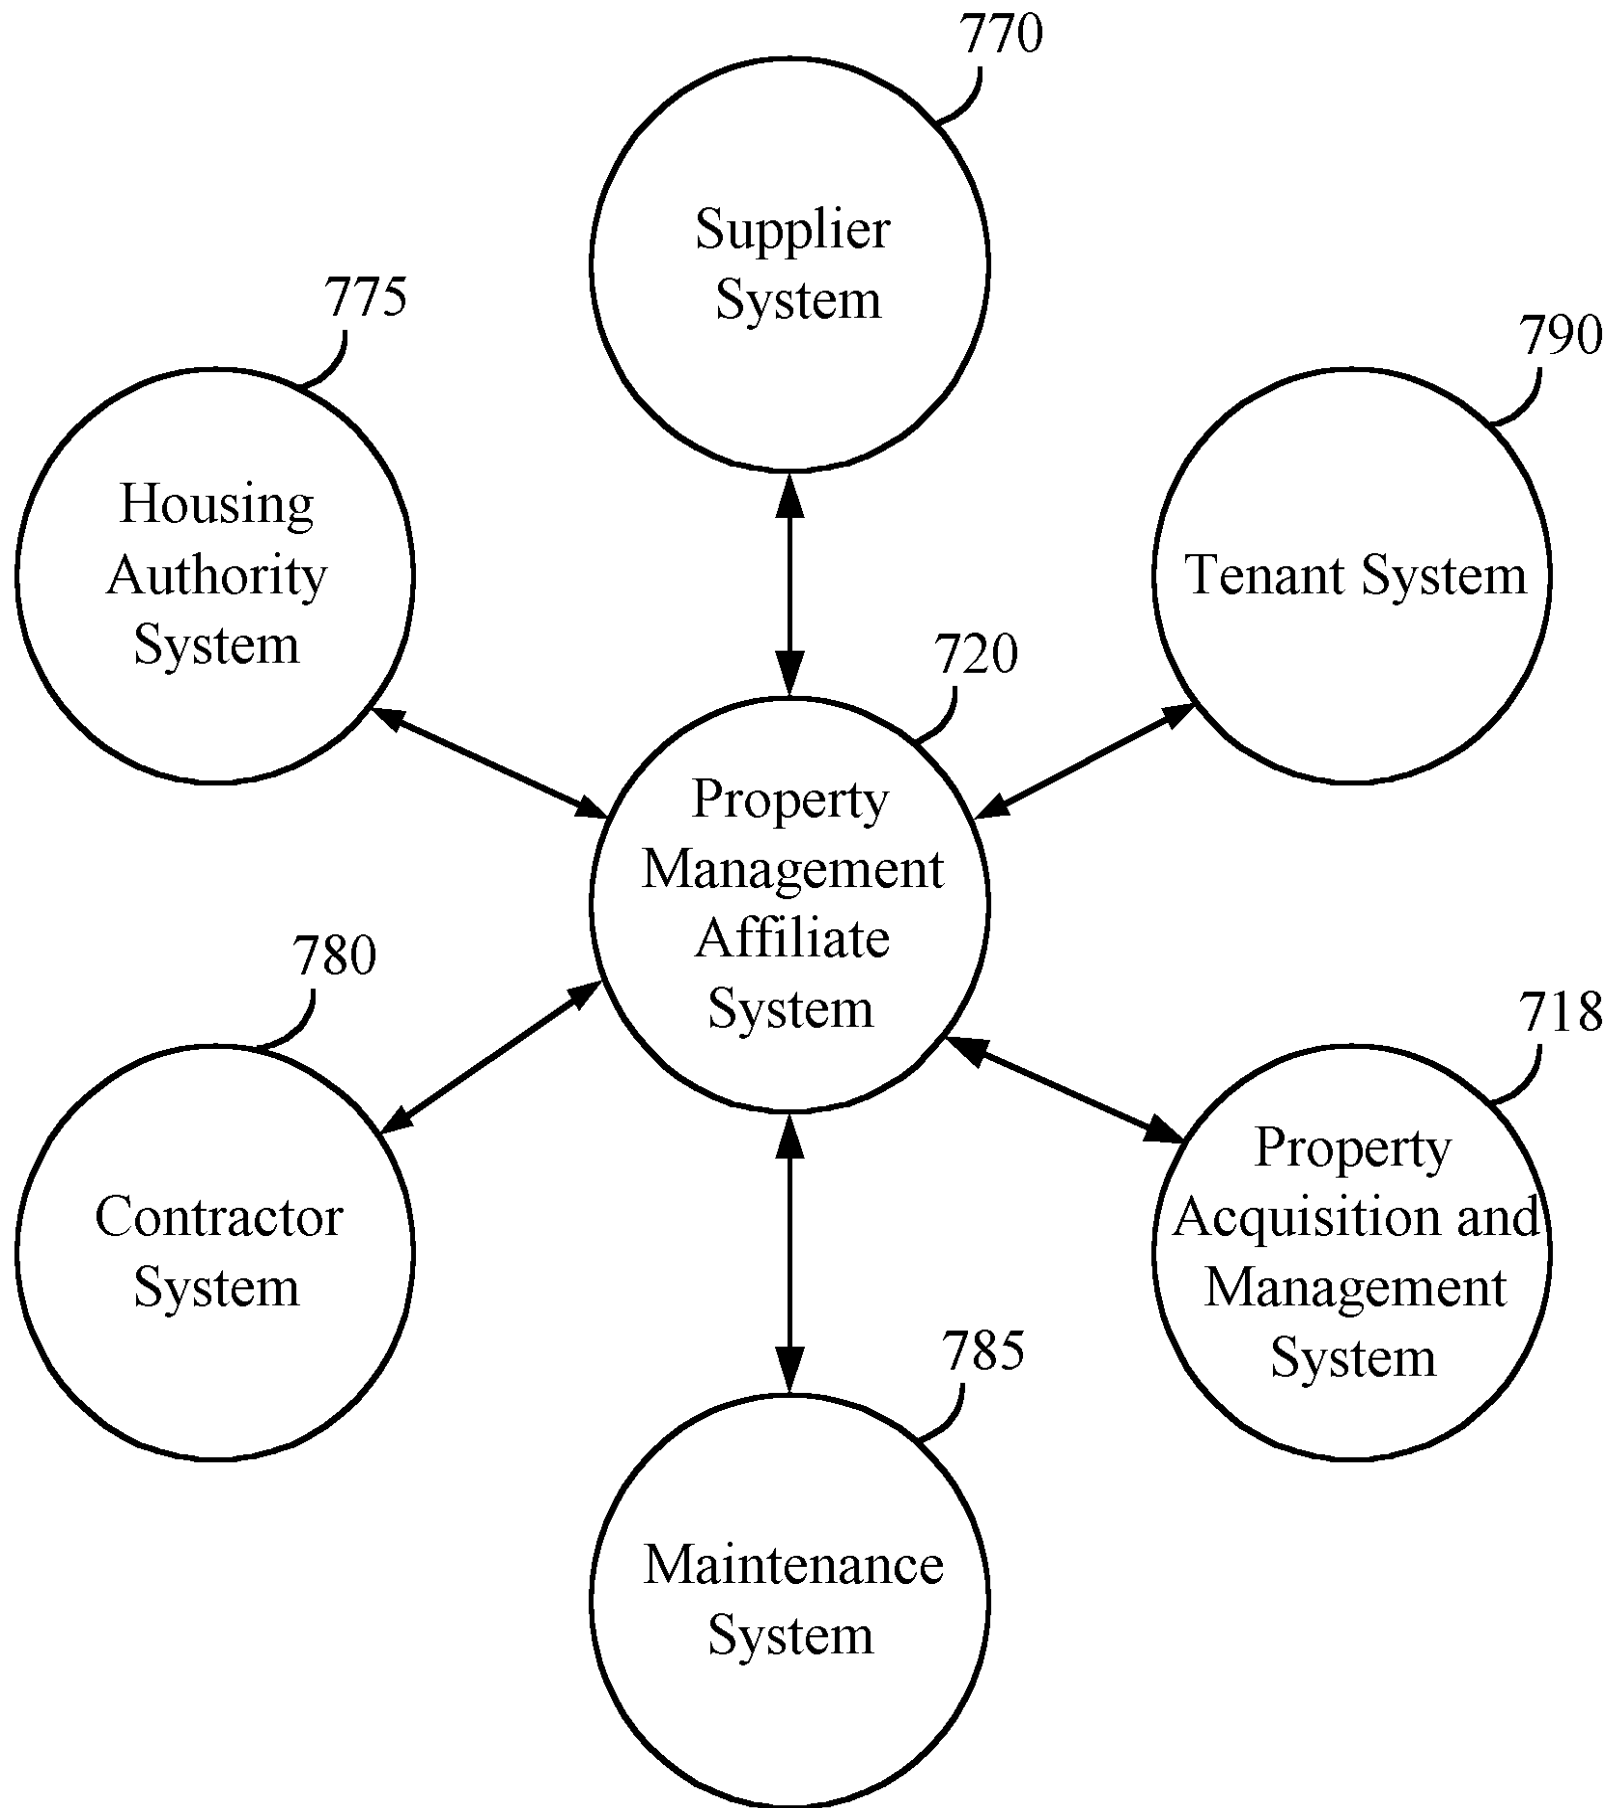 770
Supplier
System
775
Housing
Authority
System
790
Tenant System
720
Property
Management
Affiliate
System
780
Contractor
System
718
Property
Acquisition and
Management
System
785
Maintenance
System